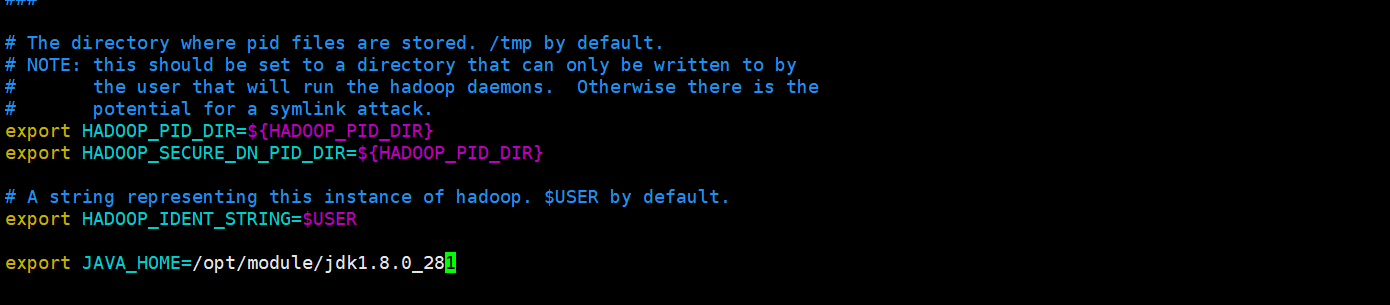 ###
# The directory where pid files are stored. /tmp by default.
# NOTE: this should be set to a directory that can only be written to by
#       the user that will run the hadoop daemons.  Otherwise there is the
#       potential for a symlink attack.
export HADOOP_PID_DIR=${HADOOP_PID_DIR}
export HADOOP_SECURE_DN_PID_DIR=${HADOOP_PID_DIR}
# A string representing this instance of hadoop. $USER by default.
export HADOOP_IDENT_STRING=$USER
export JAVA_HOME=/opt/module/jdk1.8.0_281